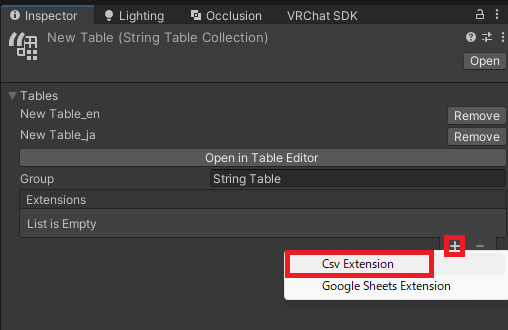 Inspector Lighting Occlusion VRChat SDK
New Table (String Table Collection)
Open
Tables
New Table_en Remove
New Table_ja Remove
Open in Table Editor
Group String Table
Extensions
List is Empty
Csv Extension
Google Sheets Extension